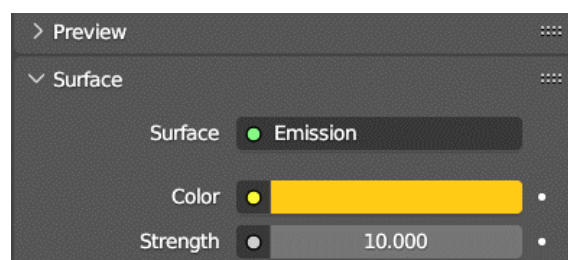 Preview
Surface
Surface Emission
Color
Strength 10.000